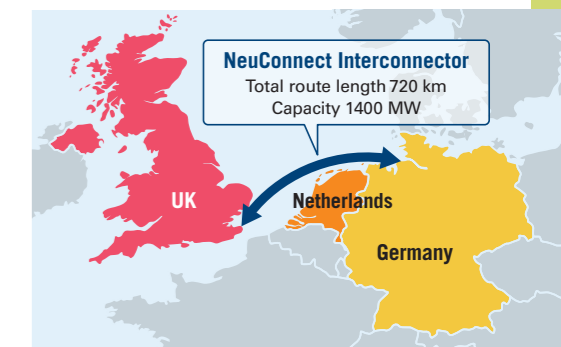 NeuConnect Interconnector
Total route length 720 km
Capacity 1400 MW
UK
Netherlands
Germany